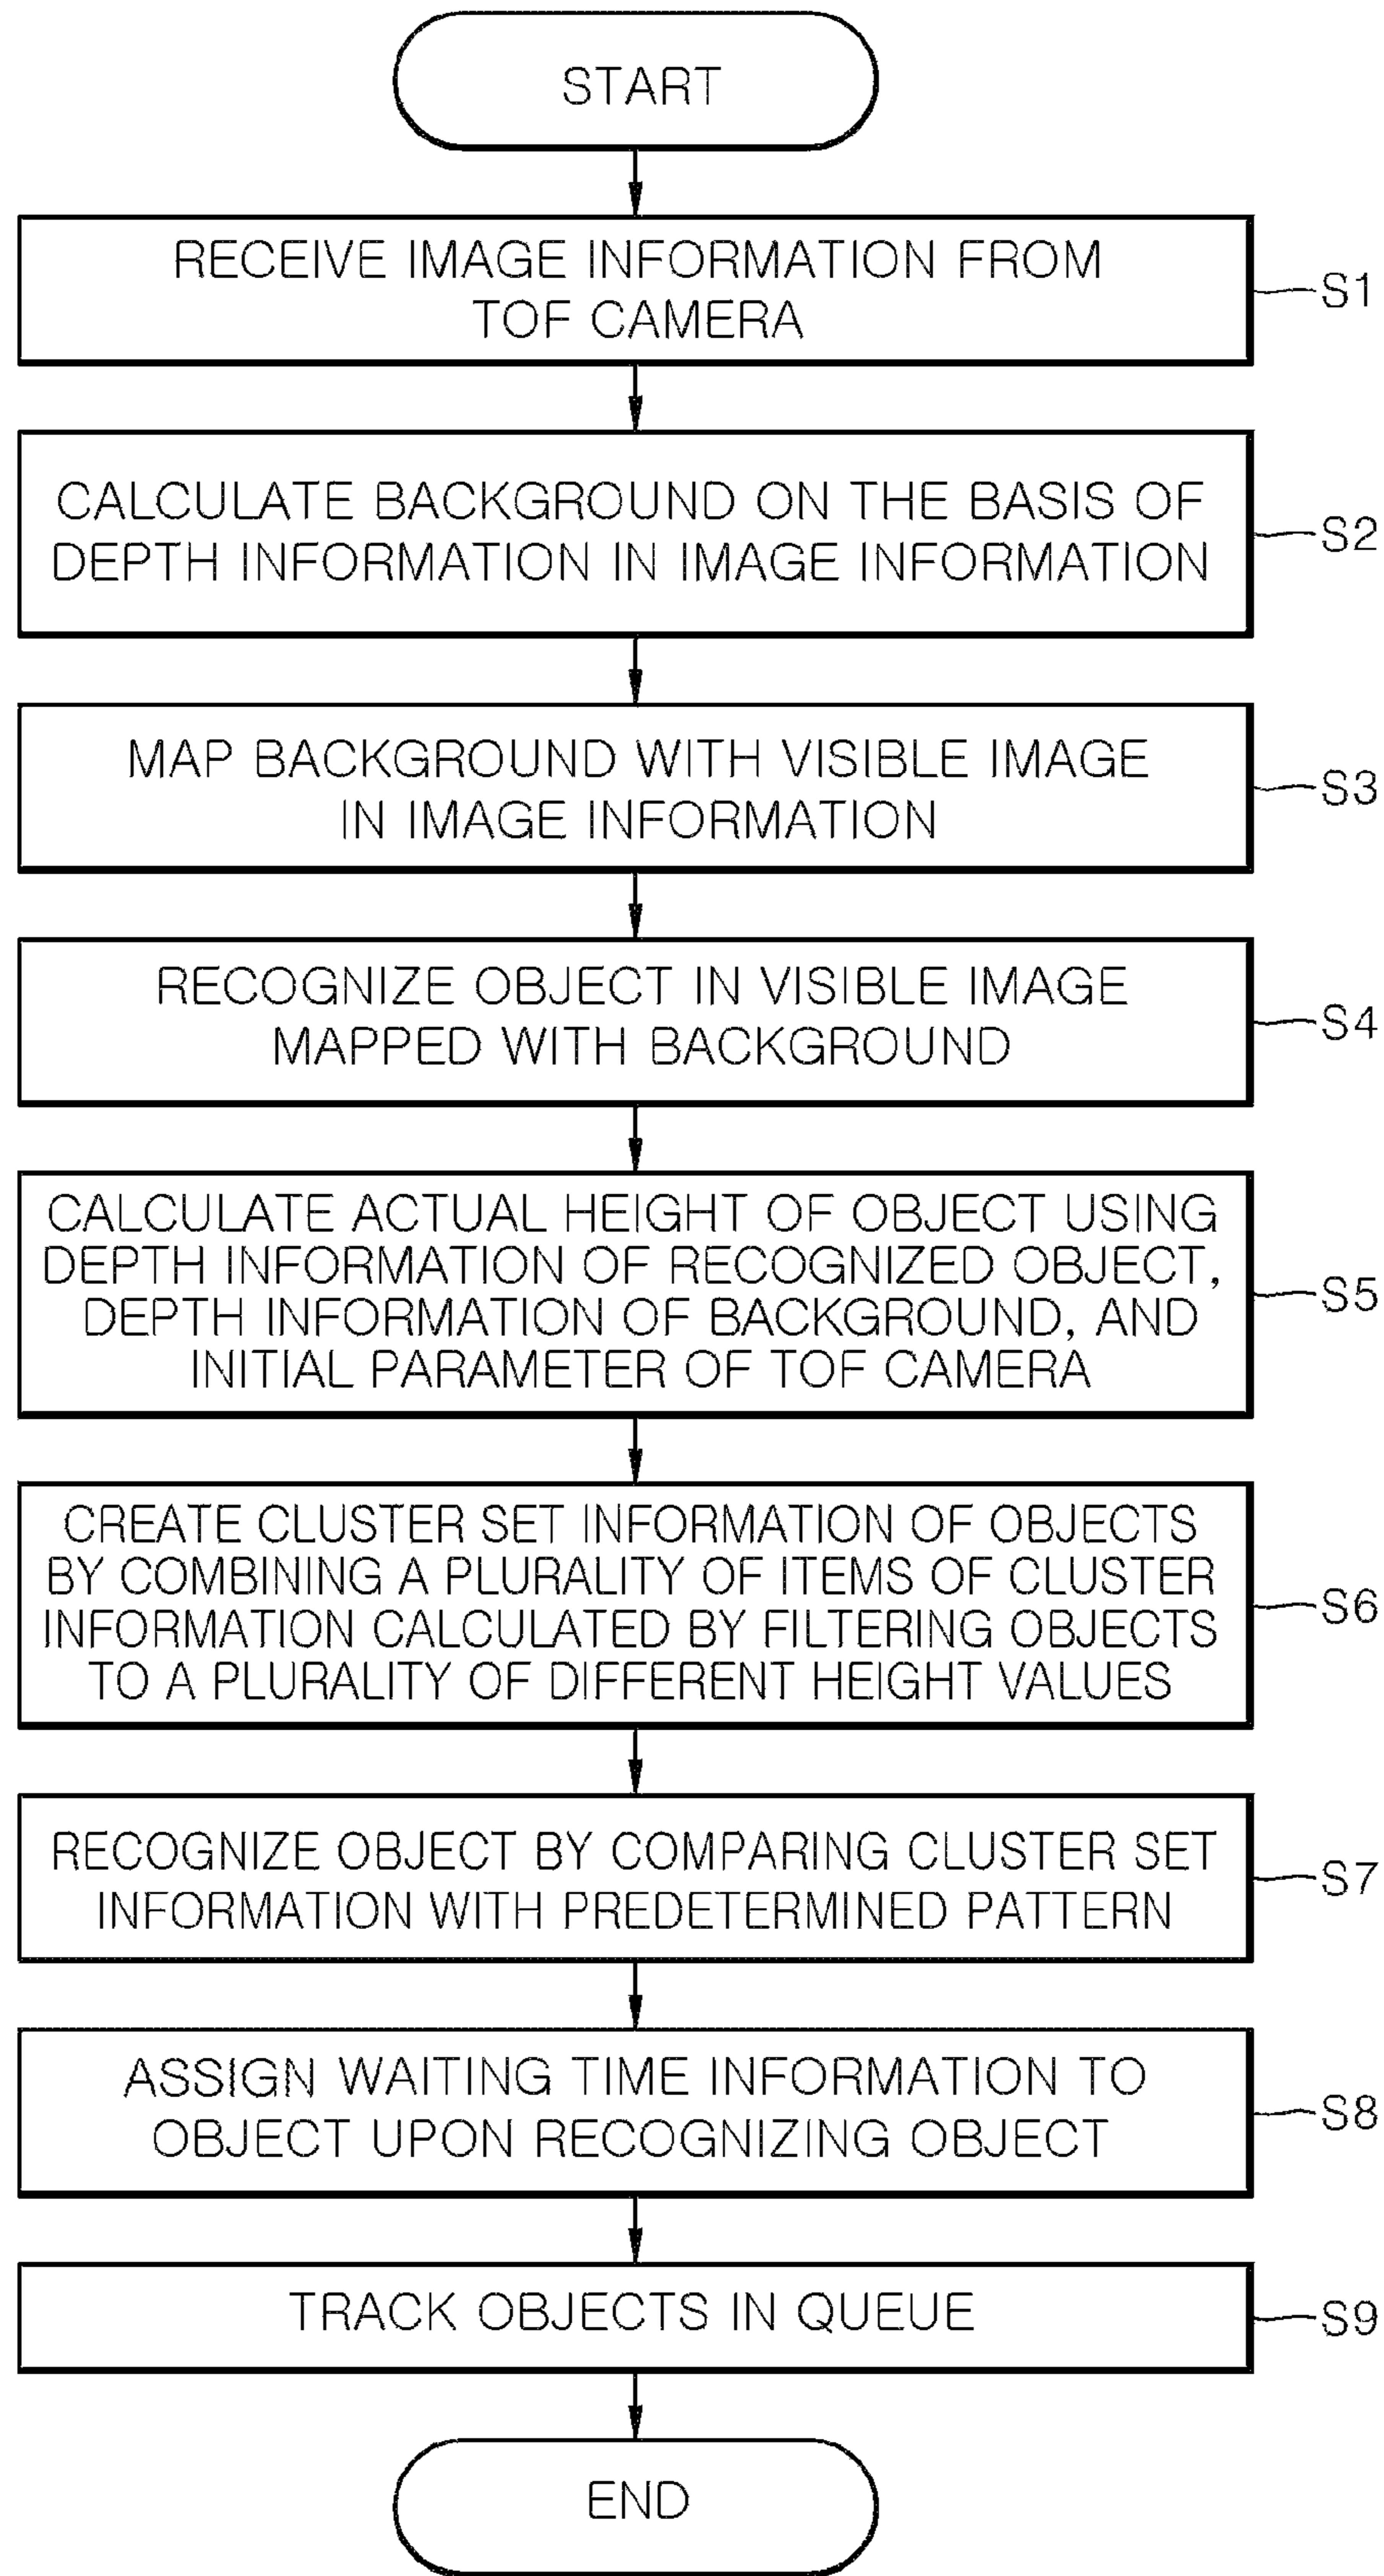 START
RECEIVE IMAGE INFORMATION FROM
TOF CAMERA
S1
CALCULATE BACKGROUND ON THE BASIS OF
DEPTH INFORMATION IN IMAGE INFORMATION
S2
MAP BACKGROUND WITH VISIBLE IMAGE
IN IMAGE INFORMATION
S3
RECOGNIZE OBJECT IN VISIBLE IMAGE
MAPPED WITH BACKGROUND
S4
CALCULATE ACTUAL HEIGHT OF OBJECT USING
DEPTH INFORMATION OF RECOGNIZED OBJECT,
DEPTH INFORMATION OF BACKGROUND, AND
INITIAL PARAMETER OF TOF CAMERA
S5
CREATE CLUSTER SET INFORMATION OF OBJECTS
BY COMBINING A PLURALITY OF ITEMS OF CLUSTER
INFORMATION CALCULATED BY FILTERING OBJECTS
TO A PLURALITY OF DIFFERENT HEIGHT VALUES
S6
RECOGNIZE OBJECT BY COMPARING CLUSTER SET
INFORMATION WITH PREDETERMINED PATTERN
S7
ASSIGN WAITING TIME INFORMATION TO
OBJECT UPON RECOGNIZING OBJECT
S8
TRACK OBJECTS IN QUEUE
S9
END